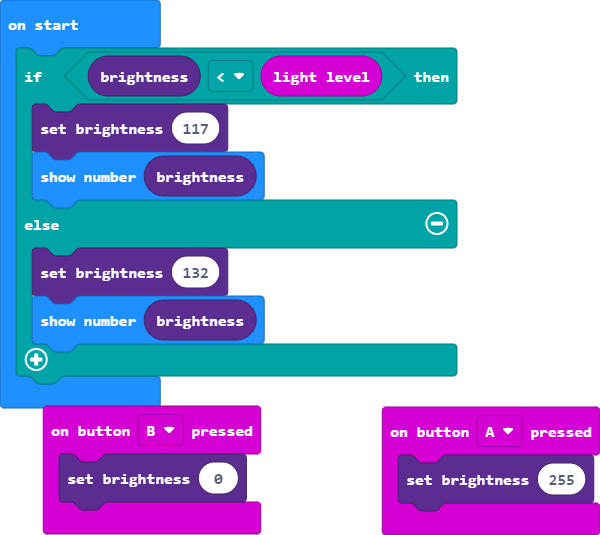 on start
if brightness < light level then
set brightness 117
show number brightness
else
set brightness 132
show number brightness
on button B pressed
set brightness 0
on button A pressed
set brightness 255